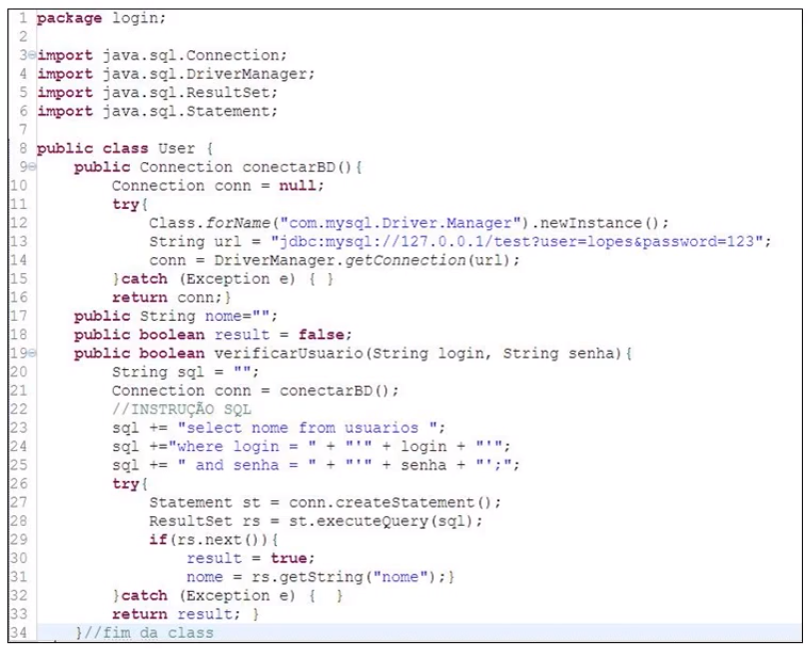 1 package login;
2
3 import java.sql.Connection;
4 import java.sql.DriverManager;
5 import java.sql.ResultSet;
6 import java.sql.Statement;
7
8 public class User {
9     public Connection conectarBD(){
10         Connection conn = null;
11         try{
12             Class.forName("com.mysql.Driver.Manager").newInstance();
13             String url = "jdbc:mysql://127.0.0.1/test?user=lopes&password=123";
14             conn = DriverManager.getConnection(url);
15         }catch (Exception e) { }
16         return conn;}
17     public String nome="";
18     public boolean result = false;
19     public boolean verificarUsuario(String login, String senha){
20         String sql = "";
21         Connection conn = conectarBD();
22         //INSTRUÇÃO SQL
23         sql += "select nome from usuarios ";
24         sql +="where login = " + "'" + login + "'";
25         sql += " and senha = " + "'" + senha + "';";
26         try{
27             Statement st = conn.createStatement();
28             ResultSet rs = st.executeQuery(sql);
29             if(rs.next()){
30                 result = true;
31                 nome = rs.getString("nome");}
32         }catch (Exception e) {  }
33         return result; }
34     }//fim da class